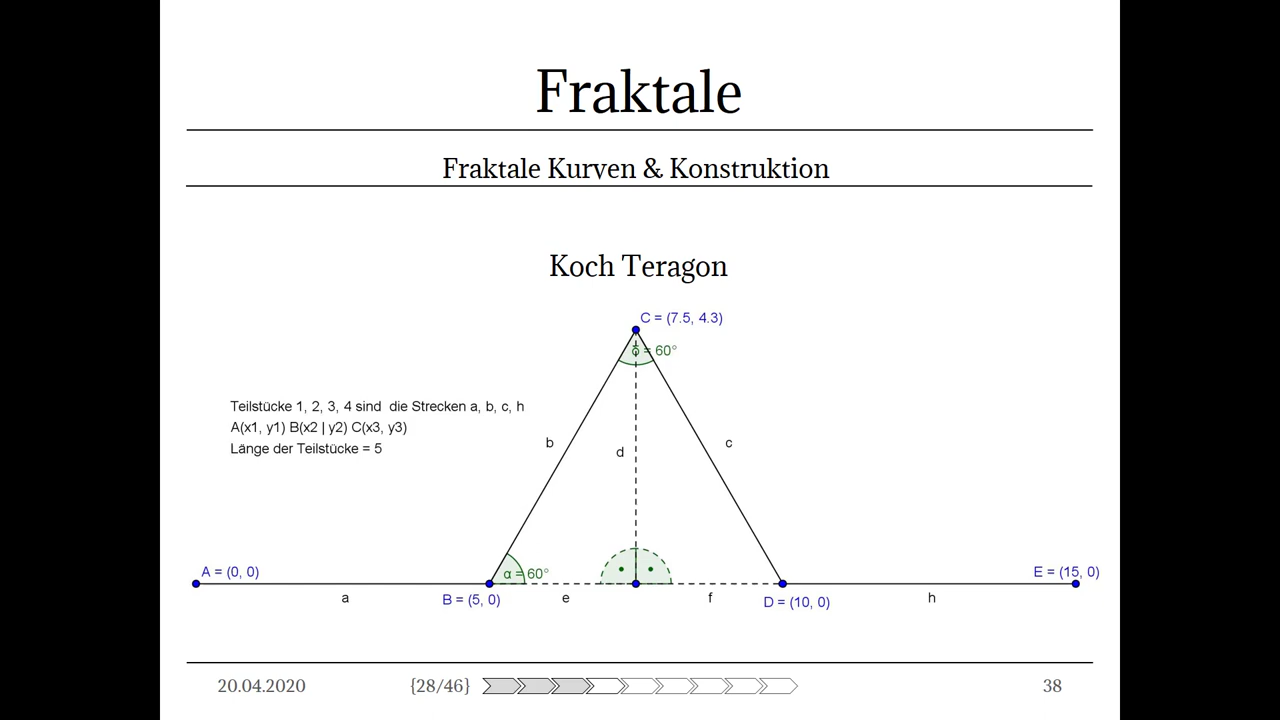 Fraktale
Fraktale Kurven & Konstruktion
Koch Teragon
C = (7.5, 4.3)
δ = 60°
Teilstücke 1, 2, 3, 4 sind  die Strecken a, b, c, h
A(x1, y1) B(x2 | y2) C(x3, y3)
Länge der Teilstücke = 5
b
d
c
A = (0, 0)
α = 60°
E = (15, 0)
a
B = (5, 0)
e
f
D = (10, 0)
h
20.04.2020
{28/46}
38